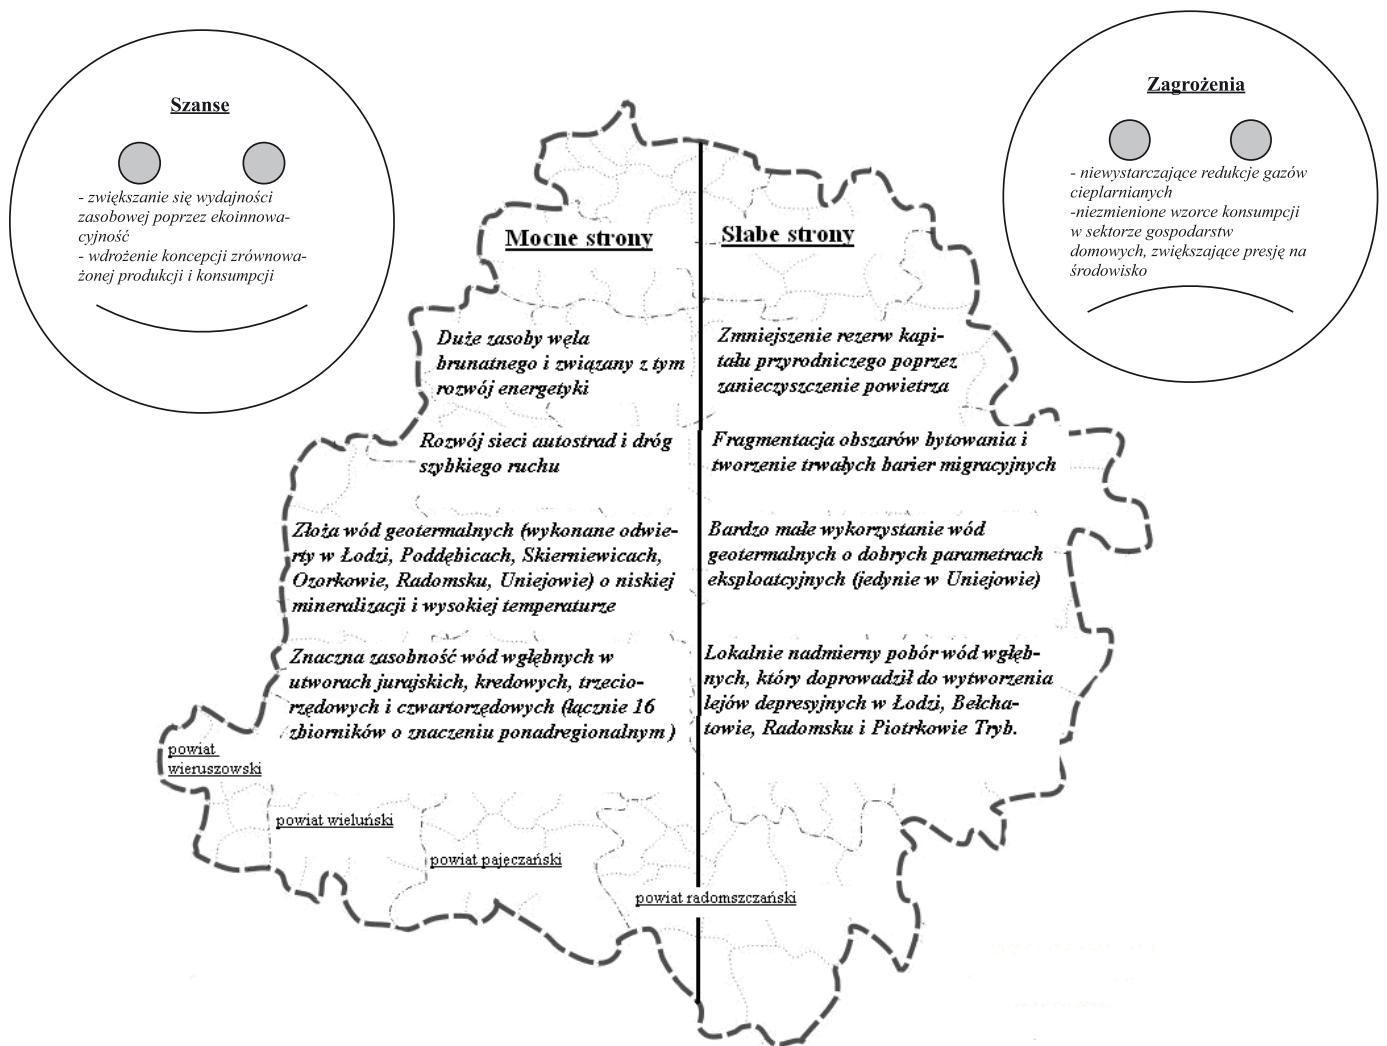 Szanse
- zwiększanie się wydajności
zasobowej poprzez ekoinnowa-
cyjność
- wdrożenie koncepcji zrównowa-
żonej produkcji i konsumpcji
Zagrożenia
- niewystarczające redukcje gazów
cieplarnianych
-niezmienione wzorce konsumpcji
w sektorze gospodarstw
domowych, zwiększające presję na
środowisko
Mocne strony
Duże zasoby węla
brunatnego i związany z tym
rozwój energetyki
Rozwój sieci autostrad i dróg
szybkiego ruchu
Złoża wód geotermalnych (wykonane odwie-
rty w Łodzi, Poddębicach, Skierniewicach,
Ozorkowie, Radomsku, Uniejowie) o niskiej
mineralizacji i wysokiej temperaturze
Znaczna zasobność wód wgłębnych w
utworach jurajskich, kredowych, trzecio-
rzędowych i czwartorzędowych (łącznie 16
zbiorników o znaczeniu ponadregionalnym )
Słabe strony
Zmniejszenie rezerw kapi-
tału przyrodniczego poprzez
zanieczyszczenie powietrza
Fragmentacja obszarów bytowania i
tworzenie trwałych barier migracyjnych
Bardzo małe wykorzystanie wód
geotermalnych o dobrych parametrach
eksploatcyjnych (jedynie w Uniejowie)
Lokalnie nadmierny pobór wód wgłęb-
nych, który doprowadził do wytworzenia
lejów depresyjnych w Łodzi, Bełcha-
towie, Radomsku i Piotrkowie Tryb.
powiat
wieruszowski
powiat wieluński
powiat pajęczański
powiat radomszczański